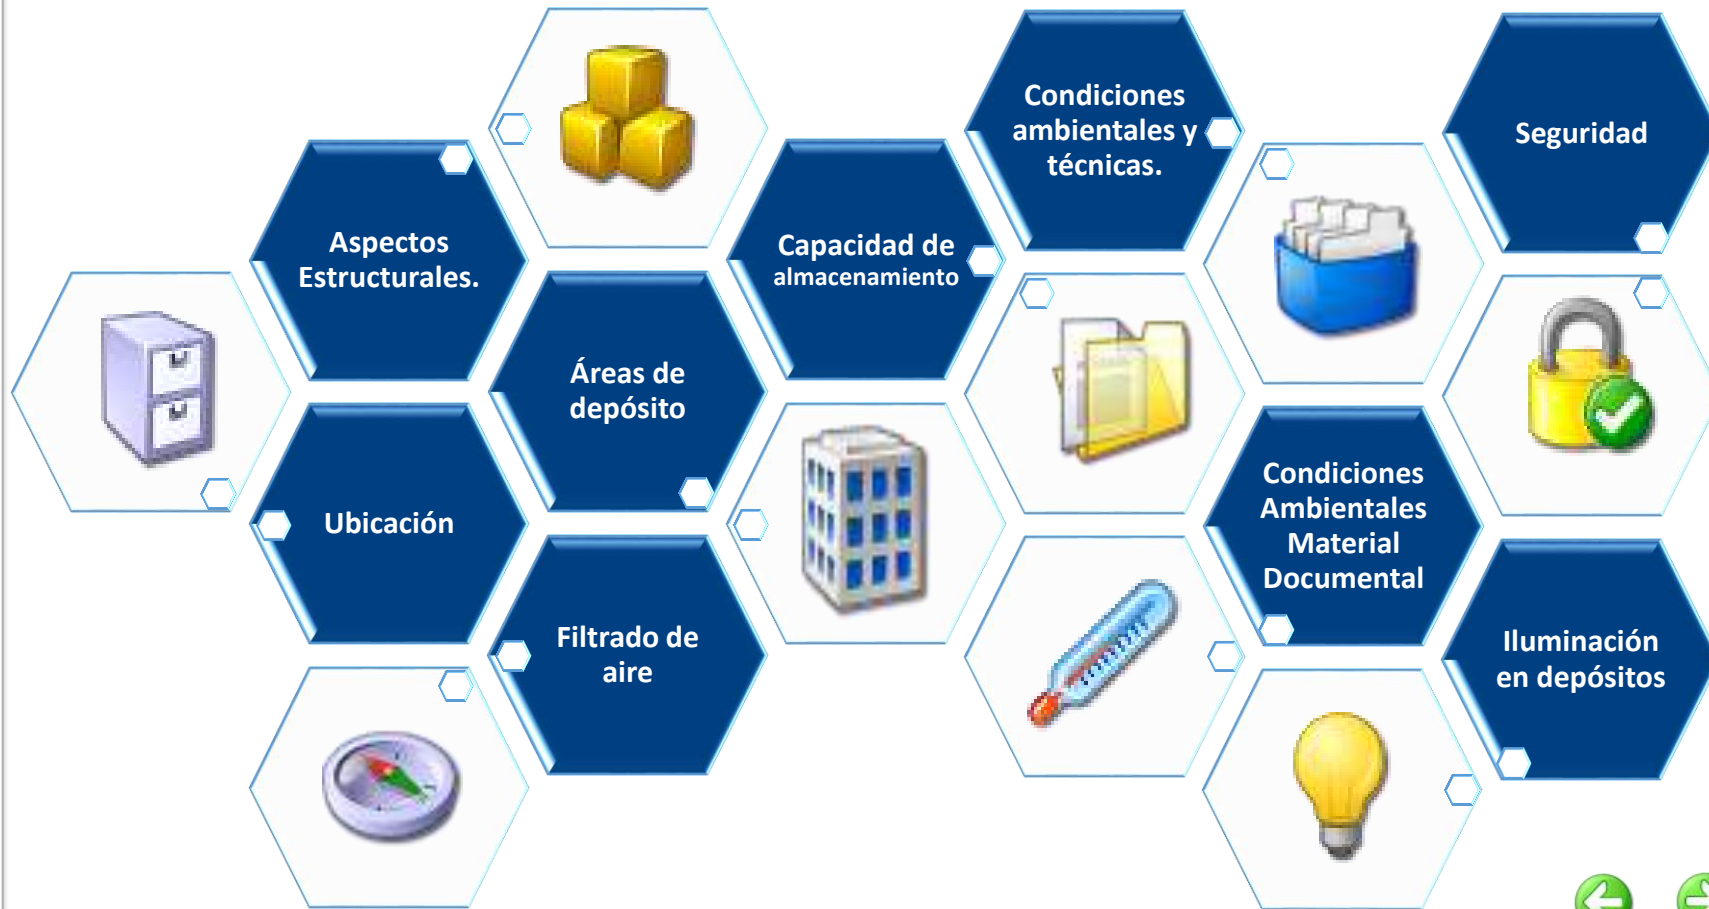 Condiciones
ambientales y
técnicas.
Seguridad
Aspectos
Estructurales.
Capacidad de
almacenamiento
Áreas de
depósito
Ubicación
Condiciones
Ambientales
Material
Documental
Filtrado de
aire
Iluminación
en depósitos